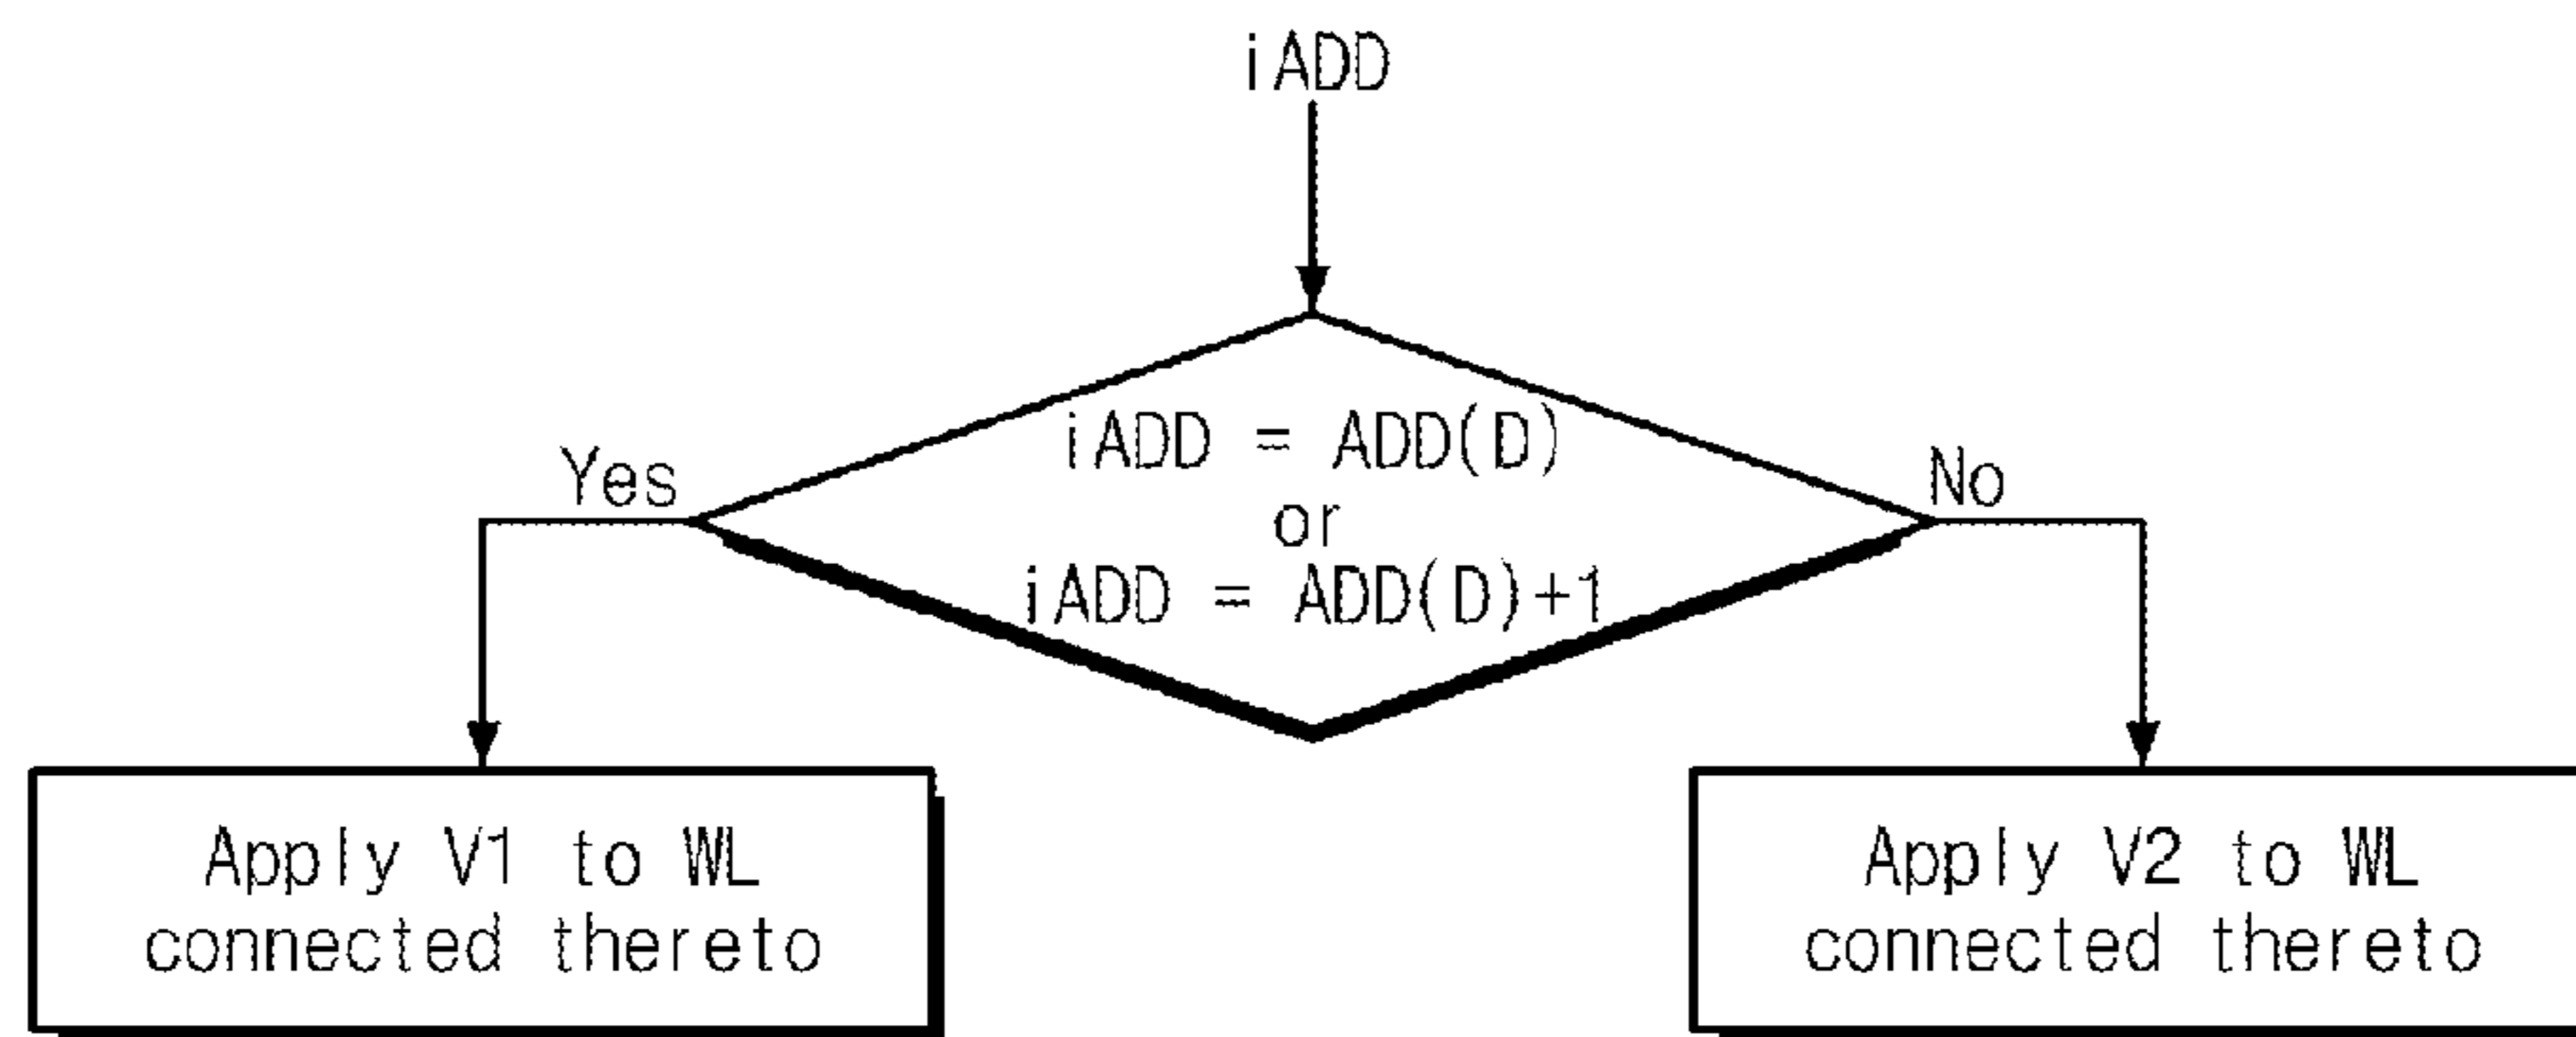 iADD
iADD = ADD(D)
or
iADD = ADD(D)+1
Yes
No
Apply V1 to WL
connected thereto
Apply V2 to WL
connected thereto